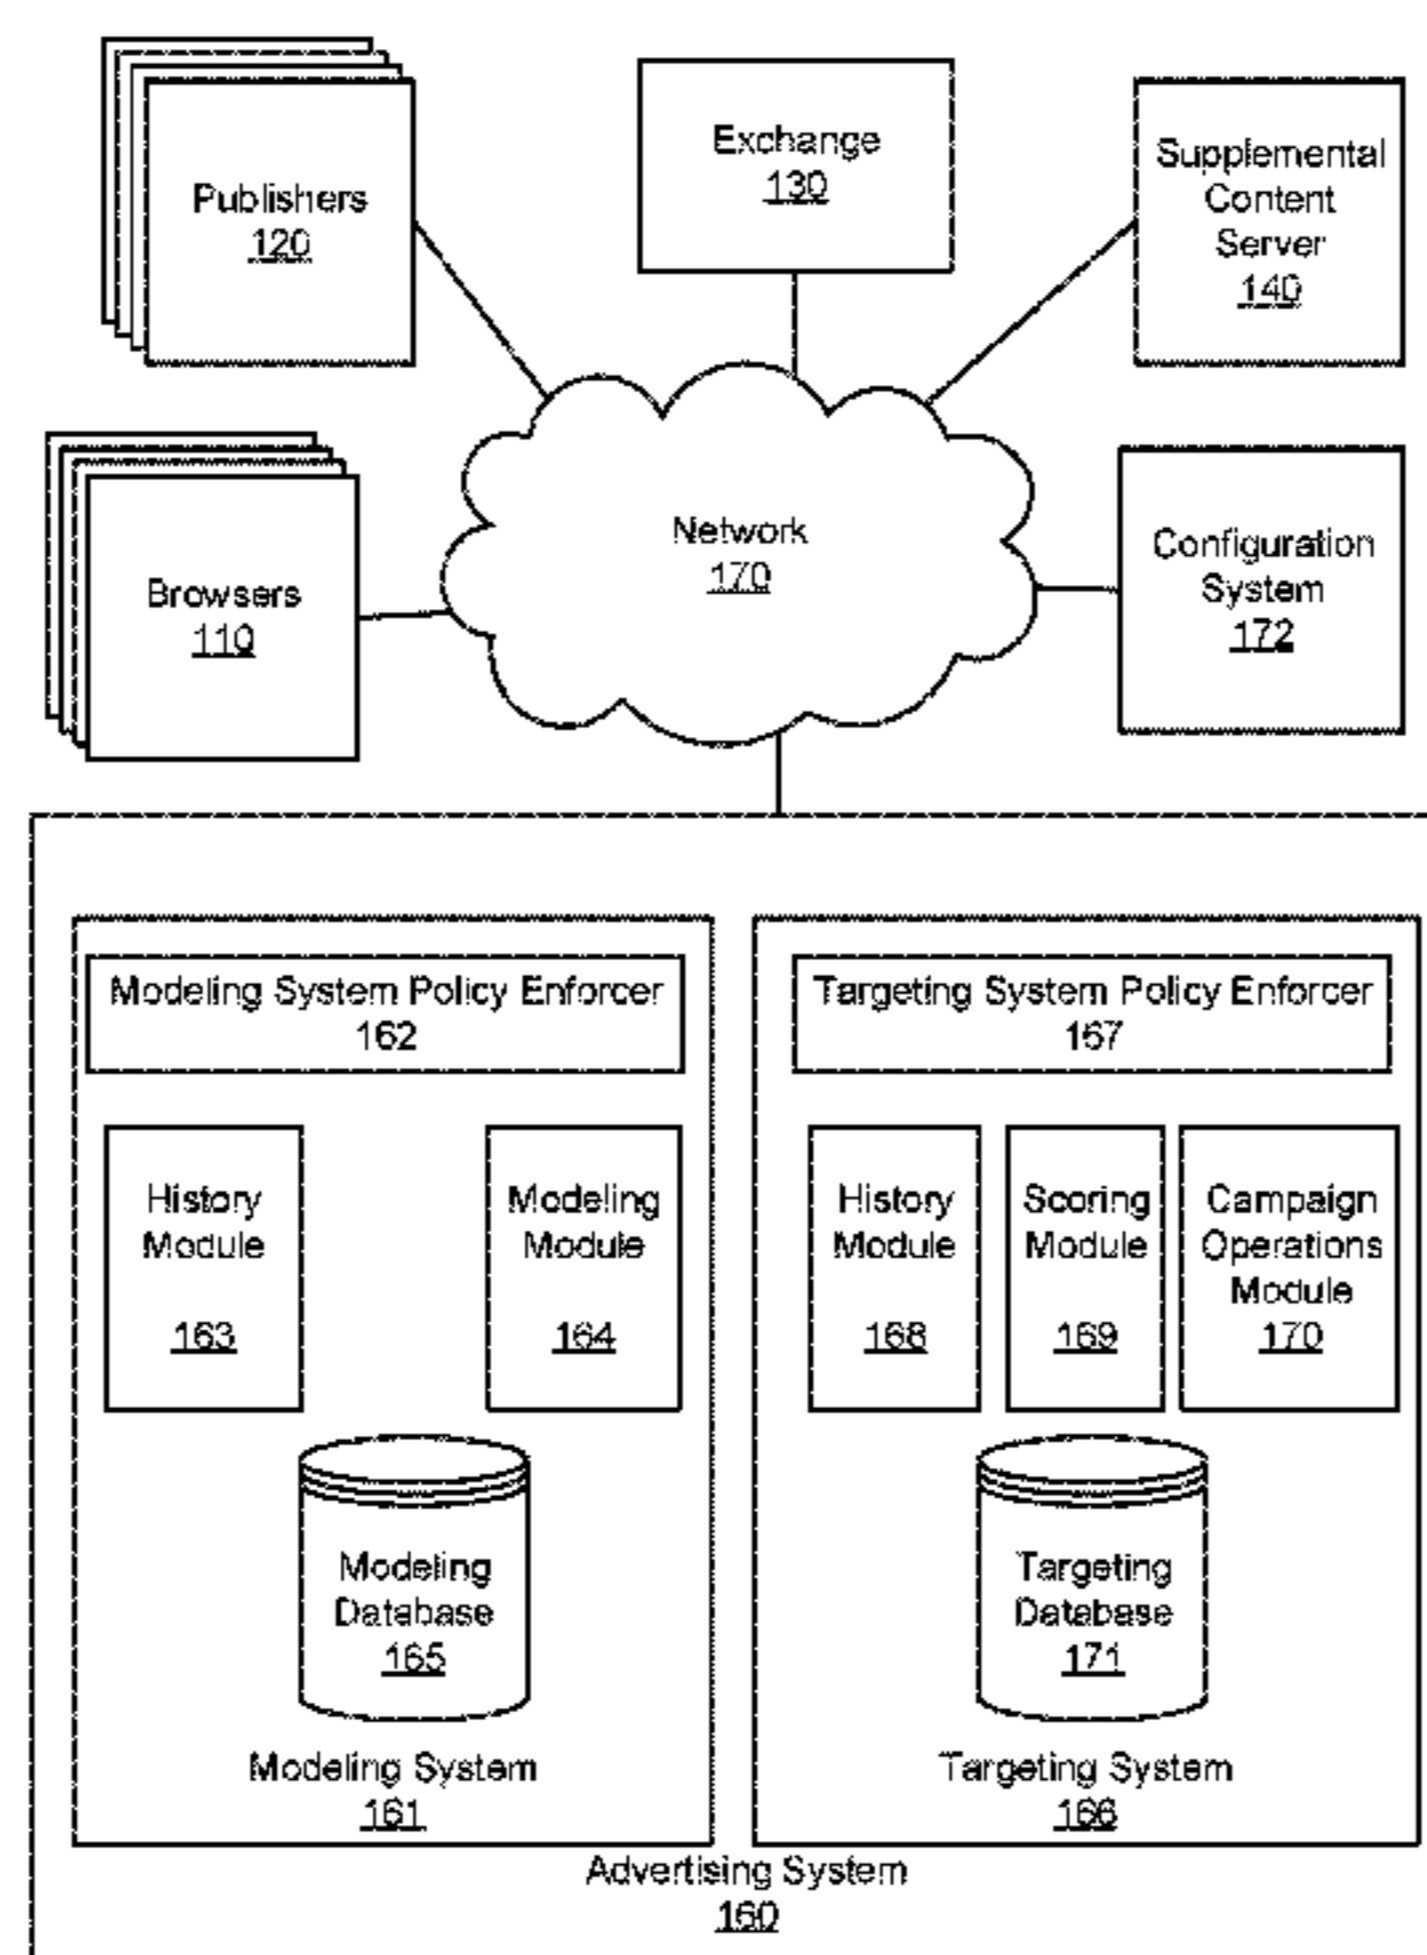 Publishers
120
Exchange
130
Supplemental
Content
Server
140
Browsers
110
Network
170
Configuration
System
172
Modeling System Policy Enforcer
162
History
Module
163
Modeling
Module
164
Modeling
Database
165
Modeling System
161
Targeting System Policy Enforcer
167
History
Module
168
Scoring
Module
169
Campaign
Operations
Module
170
Targeting
Database
171
Targeting System
166
Advertising System
160